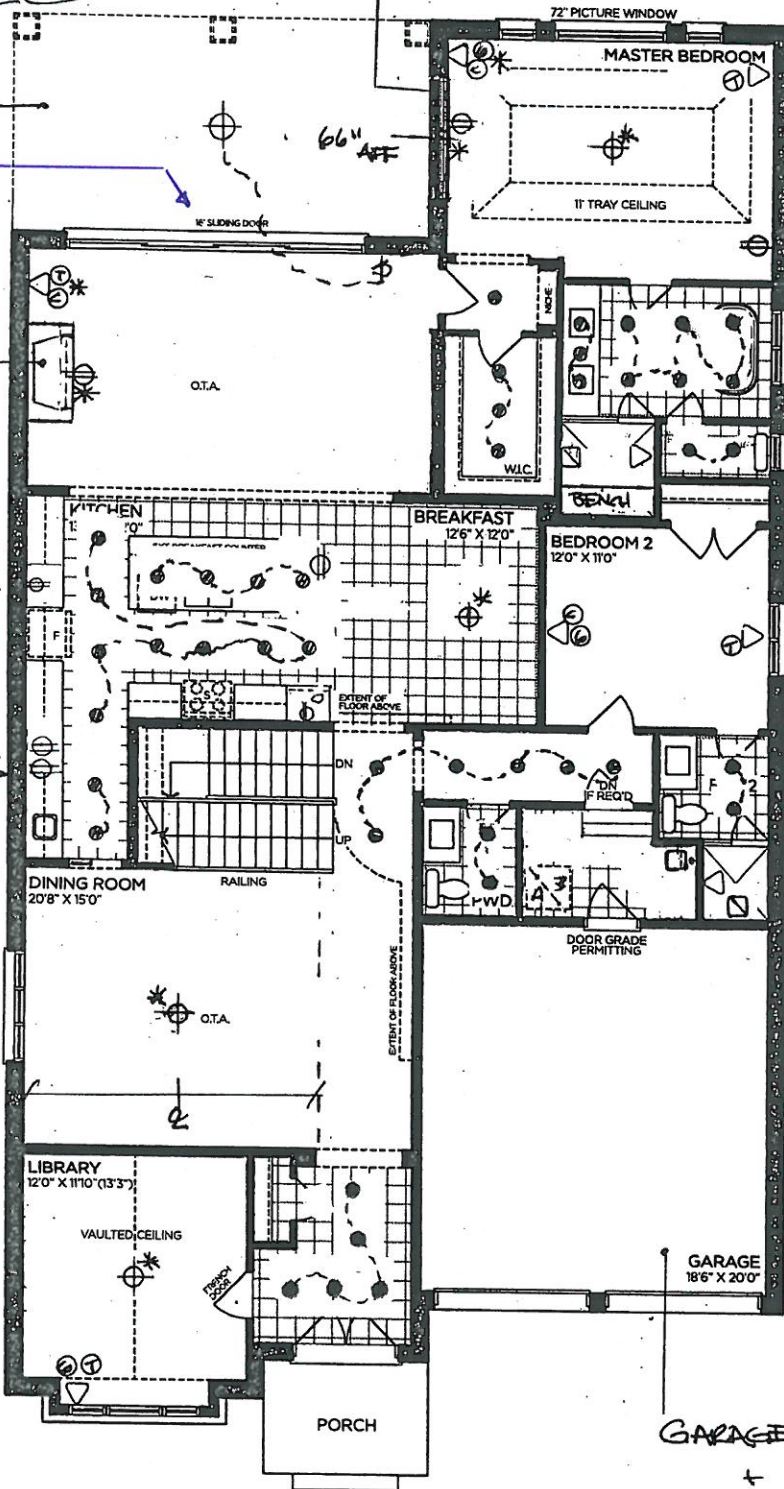 72" PICTURE WINDOW
MASTER BEDROOM
T
66"
AFF
11' TRAY CEILING
16' SLIDING DOOR
NICHE
T
O.T.A.
W.I.C.
BENCH
KITCHEN
BREAKFAST
12'6" X 12'0"
BEDROOM 2
12'0" X 11'0"
DW
F
T
S
EXTENT OF
FLOOR ABOVE
DN
UP
DN
IF REQ'D
RAILING
DINING ROOM
20'8" X 15'0"
PWD.
DOOR GRADE
PERMITTING
O.T.A.
EXTENT OF FLOOR ABOVE
LIBRARY
12'0" X 11'10"(13'3")
VAULTED CEILING
FRENCH
DOOR
GARAGE
18'6" X 20'0"
T
PORCH
GARAGE
+